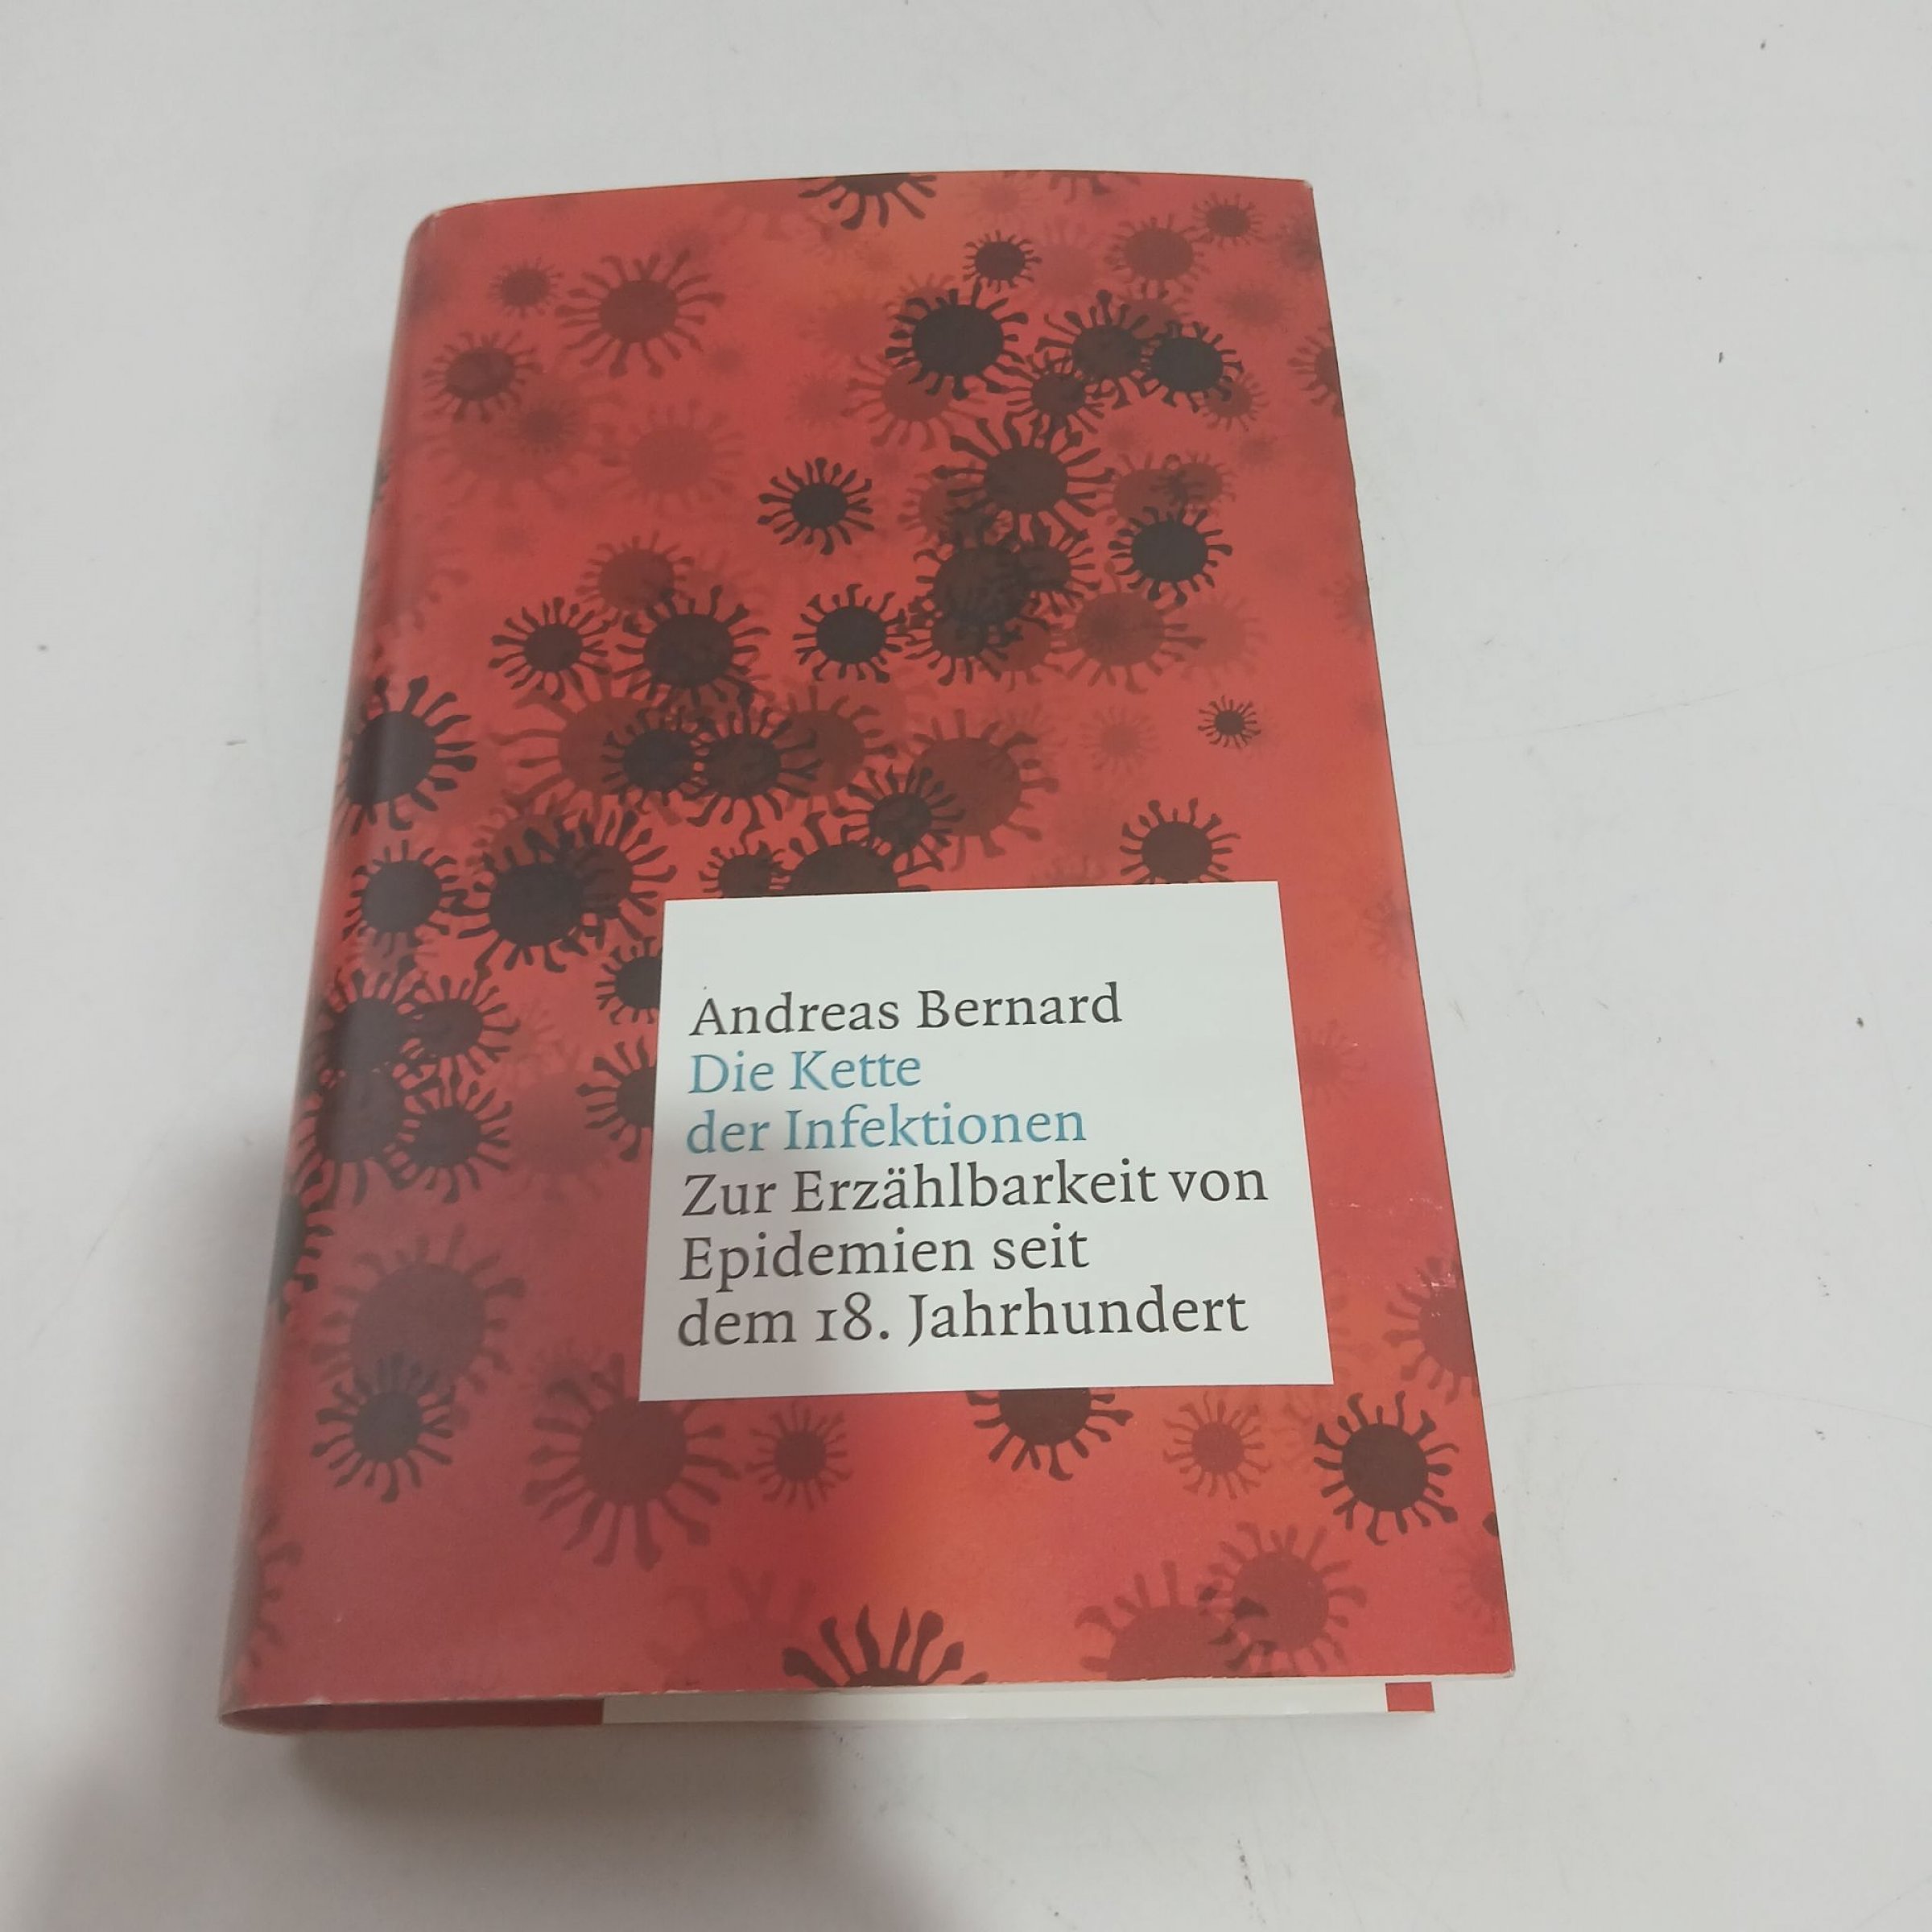 Andreas Bernard
Die Kette
der Infektionen
Zur Erzählbarkeit von
Epidemien seit
dem 18. Jahrhundert